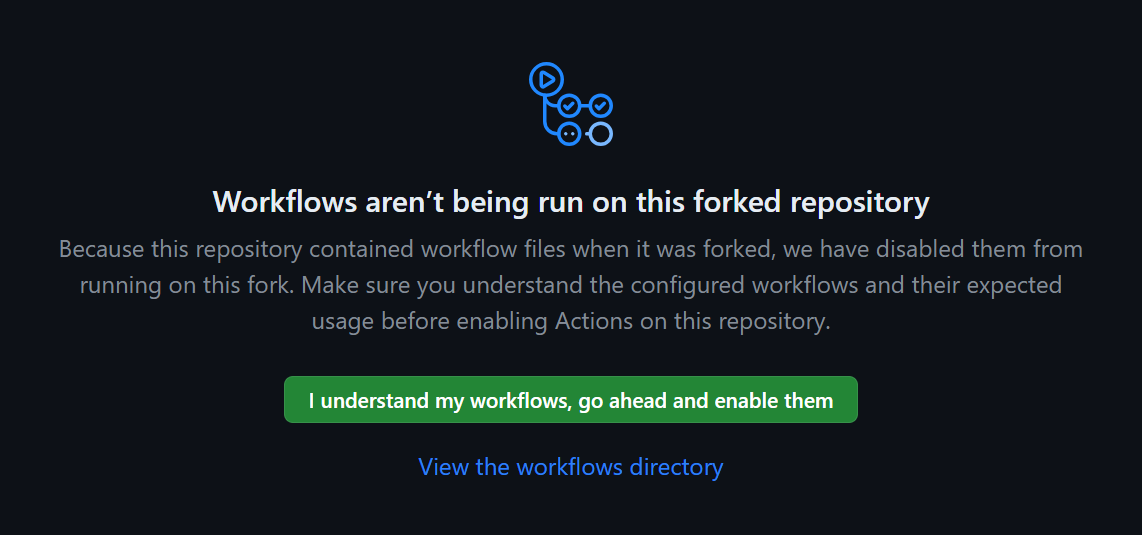 Workflows aren’t being run on this forked repository
Because this repository contained workflow files when it was forked, we have disabled them from
running on this fork. Make sure you understand the configured workflows and their expected
usage before enabling Actions on this repository.
I understand my workflows, go ahead and enable them
View the workflows directory